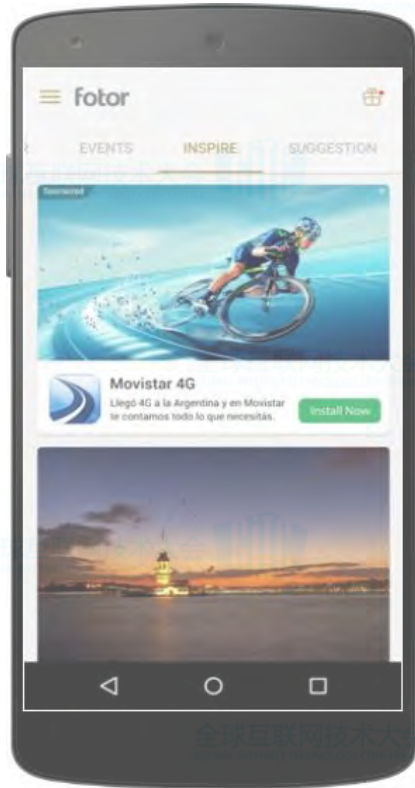 fotor
EVENTS INSPIRE SUGGESTION
Sponsored
Movistar 4G
Llegó 4G a la Argentina y en Movistar
te contamos todo lo que necesitás.
Install Now
全球互联网技术大